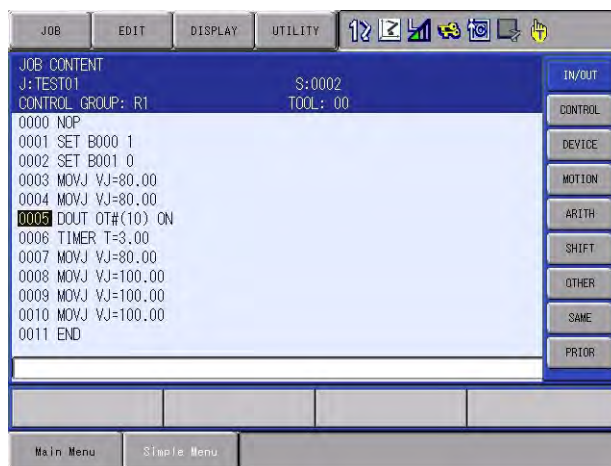 JOB EDIT DISPLAY UTILITY
JOB CONTENT
J:TEST01 S:0002
CONTROL GROUP: R1 TOOL: 00
0000 NOP
0001 SET B000 1
0002 SET B001 0
0003 MOVJ VJ=80.00
0004 MOVJ VJ=80.00
0005 DOUT OT#(10) ON
0006 TIMER T=3.00
0007 MOVJ VJ=80.00
0008 MOVJ VJ=100.00
0009 MOVJ VJ=100.00
0010 MOVJ VJ=100.00
0011 END
IN/OUT
CONTROL
DEVICE
MOTION
ARITH
SHIFT
OTHER
SAME
PRIOR
Main Menu Simple Menu